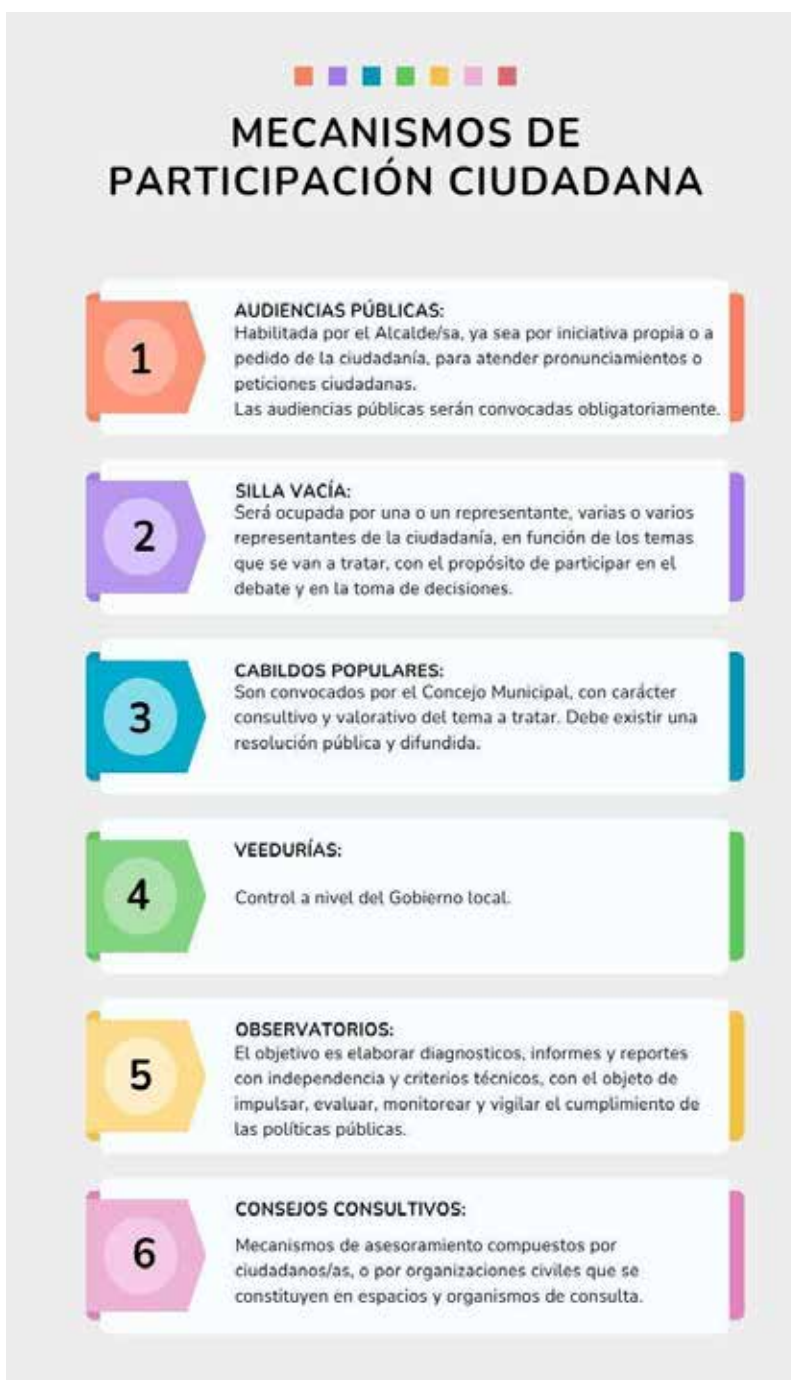 MECANISMOS DE
PARTICIPACIÓN CIUDADANA
1
AUDIENCIAS PÚBLICAS:
Habilitada por el Alcalde/sa, ya sea por iniciativa propia o a
pedido de la ciudadanía, para atender pronunciamientos o
peticiones ciudadanas.
Las audiencias públicas serán convocadas obligatoriamente.
2
SILLA VACÍA:
Será ocupada por una o un representante, varias o varios
representantes de la ciudadanía, en función de los temas
que se van a tratar, con el propósito de participar en el
debate y en la toma de decisiones.
3
CABILDOS POPULARES:
Son convocados por el Concejo Municipal, con carácter
consultivo y valorativo del tema a tratar. Debe existir una
resolución pública y difundida.
4
VEEDURÍAS:
Control a nivel del Gobierno local.
5
OBSERVATORIOS:
El objetivo es elaborar diagnosticos, informes y reportes
con independencia y criterios técnicos, con el objeto de
impulsar, evaluar, monitorear y vigilar el cumplimiento de
las políticas públicas.
6
CONSEJOS CONSULTIVOS:
Mecanismos de asesoramiento compuestos por
ciudadanos/as, o por organizaciones civiles que se
constituyen en espacios y organismos de consulta.